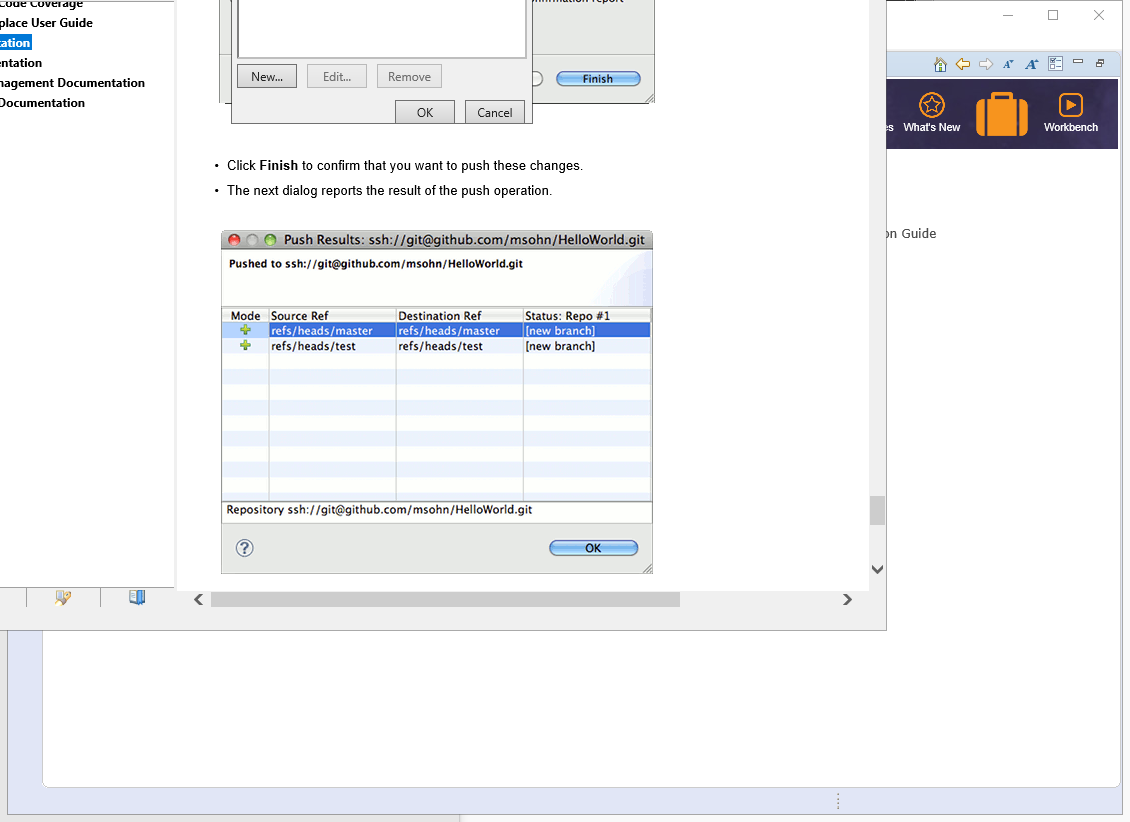 Code Coverage
place User Guide
tation
entation
nagement Documentation
Documentation
New...
Edit...
Remove
Finish
OK
Cancel
• Click Finish to confirm that you want to push these changes.
• The next dialog reports the result of the push operation.
Push Results: ssh://git@github.com/msohn/HelloWorld.git
Pushed to ssh://git@github.com/msohn/HelloWorld.git
Mode Source Ref Destination Ref Status: Repo #1
refs/heads/master refs/heads/master [new branch]
refs/heads/test refs/heads/test [new branch]
Repository ssh://git@github.com/msohn/HelloWorld.git
?
OK
es
What's New
Workbench
on Guide